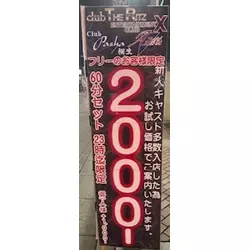 club THE RITZ
X
Club
Pasha
桐生
フリーのお客様限定
新人キャスト多数入店した為
お試し価格でご案内いたします。
2000-
60分セット 23時迄限定